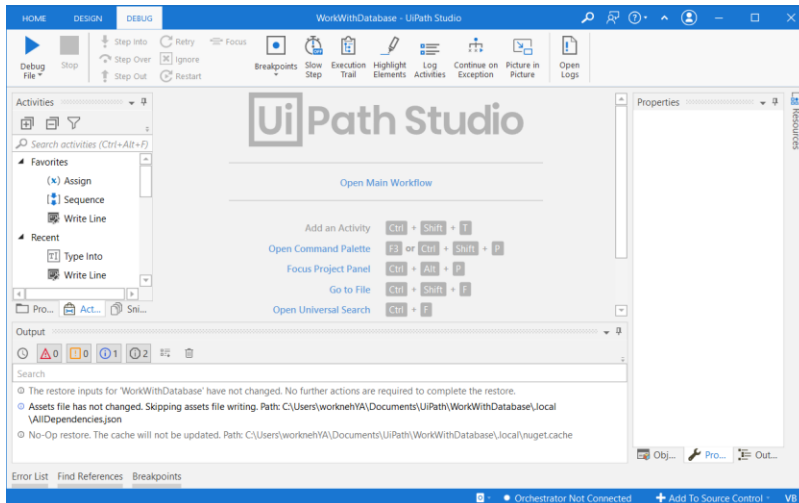 HOME DESIGN DEBUG WorkWithDatabase - UiPath Studio
Debug File Stop
Step Into Retry Focus
Step Over Ignore
Step Out Restart
Breakpoints Slow Step Execution Trail Highlight Elements Log Activities Continue on Exception Picture in Picture Open Logs
Activities
Search activities (Ctrl+Alt+F)
Favorites
(x) Assign
Sequence
Write Line
Recent
Type Into
Write Line
Pro... Act... Sni...
Ui Path Studio
Open Main Workflow
Add an Activity Ctrl + Shift + T
Open Command Palette F3 or Ctrl + Shift + P
Focus Project Panel Ctrl + Alt + P
Go to File Ctrl + Shift + F
Open Universal Search Ctrl + F
Properties
Resources
Obj... Pro... Out...
Output
0 0 1 2
Search
The restore inputs for 'WorkWithDatabase' have not changed. No further actions are required to complete the restore.
Assets file has not changed. Skipping assets file writing. Path: C:\Users\worknehYA\Documents\UiPath\WorkWithDatabase\.local
\AllDependencies.json
No-Op restore. The cache will not be updated. Path: C:\Users\worknehYA\Documents\UiPath\WorkWithDatabase\.local\nuget.cache
Error List Find References Breakpoints
Orchestrator Not Connected + Add To Source Control VB